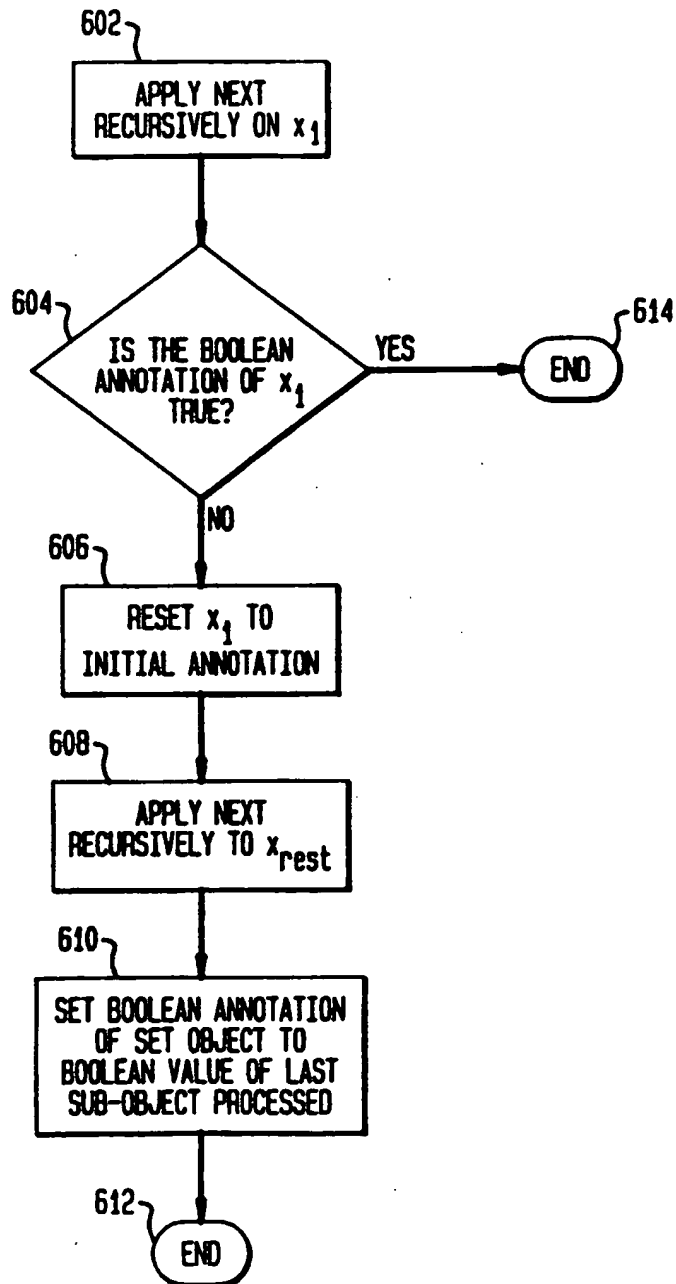 602
APPLY NEXT
RECURSIVELY ON x1
604
IS THE BOOLEAN
ANNOTATION OF x1
TRUE?
YES
END
614
NO
606
RESET x1 TO
INITIAL ANNOTATION
608
APPLY NEXT
RECURSIVELY TO xrest
610
SET BOOLEAN ANNOTATION
OF SET OBJECT TO
BOOLEAN VALUE OF LAST
SUB-OBJECT PROCESSED
612
END